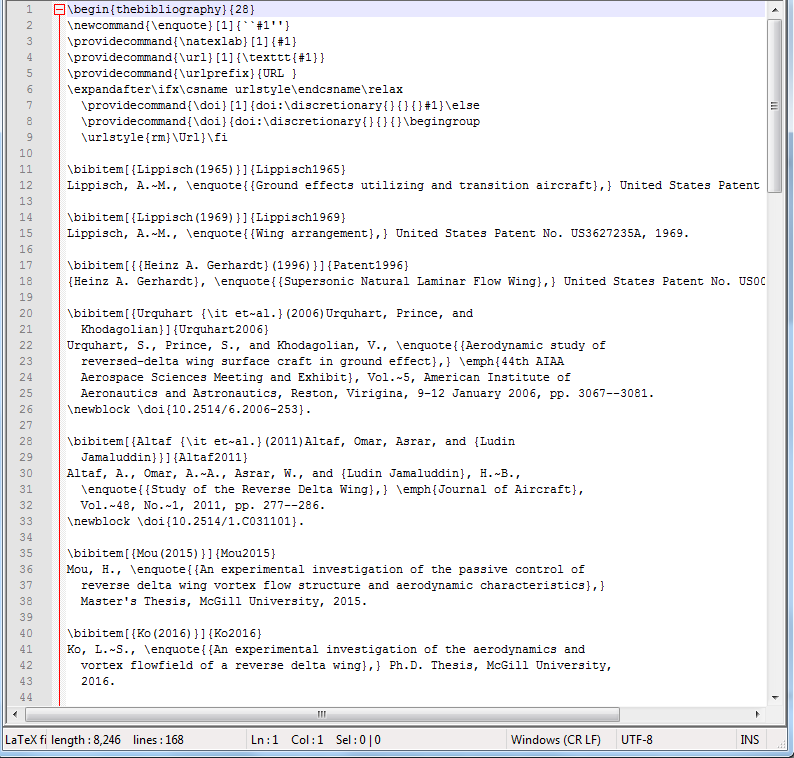 1 \begin{thebibliography}{28}
2 \newcommand{\enquote}[1]{``#1''}
3 \providecommand{\natexlab}[1]{#1}
4 \providecommand{\url}[1]{\texttt{#1}}
5 \providecommand{\urlprefix}{URL }
6 \expandafter\ifx\csname urlstyle\endcsname\relax
7   \providecommand{\doi}[1]{doi:\discretionary{}{}{}#1}\else
8   \providecommand{\doi}{doi:\discretionary{}{}{}\begingroup
9   \urlstyle{rm}\Url}\fi
10
11 \bibitem[{Lippisch(1965)}]{Lippisch1965}
12 Lippisch, A.~M., \enquote{{Ground effects utilizing and transition aircraft},} United States Patent
13
14 \bibitem[{Lippisch(1969)}]{Lippisch1969}
15 Lippisch, A.~M., \enquote{{Wing arrangement},} United States Patent No. US3627235A, 1969.
16
17 \bibitem[{{Heinz A. Gerhardt}(1996)}]{Patent1996}
18 {Heinz A. Gerhardt}, \enquote{{Supersonic Natural Laminar Flow Wing},} United States Patent No. US00
19
20 \bibitem[{Urquhart {\it et~al.}(2006)Urquhart, Prince, and
21   Khodagolian}]{Urquhart2006}
22 Urquhart, S., Prince, S., and Khodagolian, V., \enquote{{Aerodynamic study of
23   reversed-delta wing surface craft in ground effect},} \emph{44th AIAA
24   Aerospace Sciences Meeting and Exhibit}, Vol.~5, American Institute of
25   Aeronautics and Astronautics, Reston, Virigina, 9-12 January 2006, pp. 3067--3081.
26 \newblock \doi{10.2514/6.2006-253}.
27
28 \bibitem[{Altaf {\it et~al.}(2011)Altaf, Omar, Asrar, and {Ludin
29   Jamaluddin}}]{Altaf2011}
30 Altaf, A., Omar, A.~A., Asrar, W., and {Ludin Jamaluddin}, H.~B.,
31   \enquote{{Study of the Reverse Delta Wing},} \emph{Journal of Aircraft},
32   Vol.~48, No.~1, 2011, pp. 277--286.
33 \newblock \doi{10.2514/1.C031101}.
34
35 \bibitem[{Mou(2015)}]{Mou2015}
36 Mou, H., \enquote{{An experimental investigation of the passive control of
37   reverse delta wing vortex flow structure and aerodynamic characteristics},}
38   Master's Thesis, McGill University, 2015.
39
40 \bibitem[{Ko(2016)}]{Ko2016}
41 Ko, L.~S., \enquote{{An experimental investigation of the aerodynamics and
42   vortex flowfield of a reverse delta wing},} Ph.D. Thesis, McGill University,
43   2016.
44
LaTeX fi length : 8,246 lines : 168 Ln : 1 Col : 1 Sel : 0 | 0 Windows (CR LF) UTF-8 INS